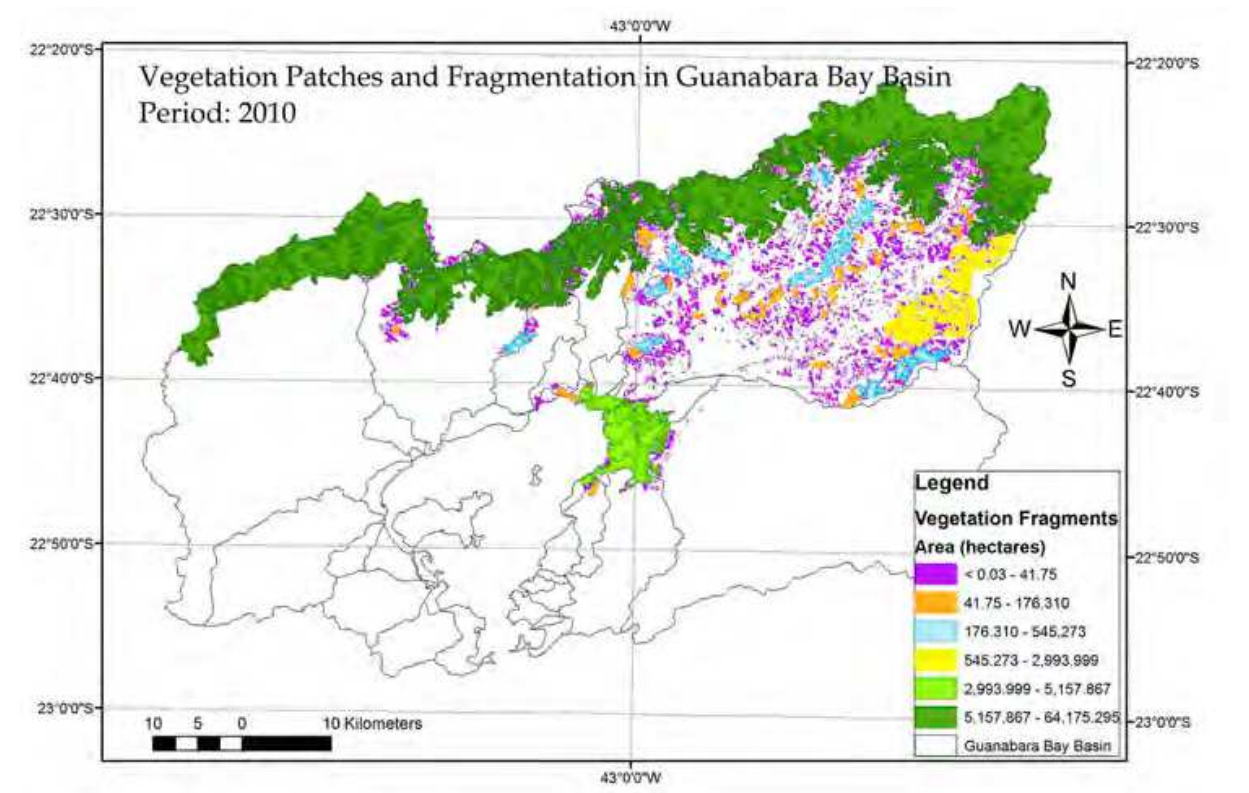 43°0'0"W
22°20'0"S
22°20'0"S
Vegetation Patches and Fragmentation in Guanabara Bay Basin
Period: 2010
22°30'0"S
22°30'0"S
N
W
E
S
22°40'0"S
22°40'0"S
Legend
Vegetation Fragments
Area (hectares)
< 0.03 - 41.75
41.75 - 176.310
176.310 - 545,273
545.273 - 2,993.999
2,993.999 - 5,157.867
5,157.867 - 64,175.295
Guanabara Bay Basin
22°50'0"S
22°50'0"S
23°0'0"S
23°0'0"S
10 5 0 10 Kilometers
43°0'0"W